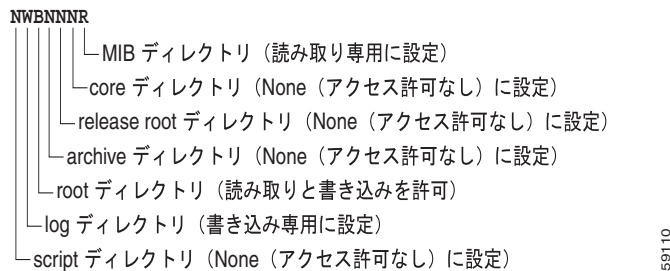 NWBNNNR
MIB ディレクトリ（読み取り専用に設定）
core ディレクトリ（None（アクセス許可なし）に設定）
release root ディレクトリ（None（アクセス許可なし）に設定）
archive ディレクトリ（None（アクセス許可なし）に設定）
root ディレクトリ（読み取りと書き込みを許可）
log ディレクトリ（書き込み専用に設定）
script ディレクトリ（None（アクセス許可なし）に設定）
59110